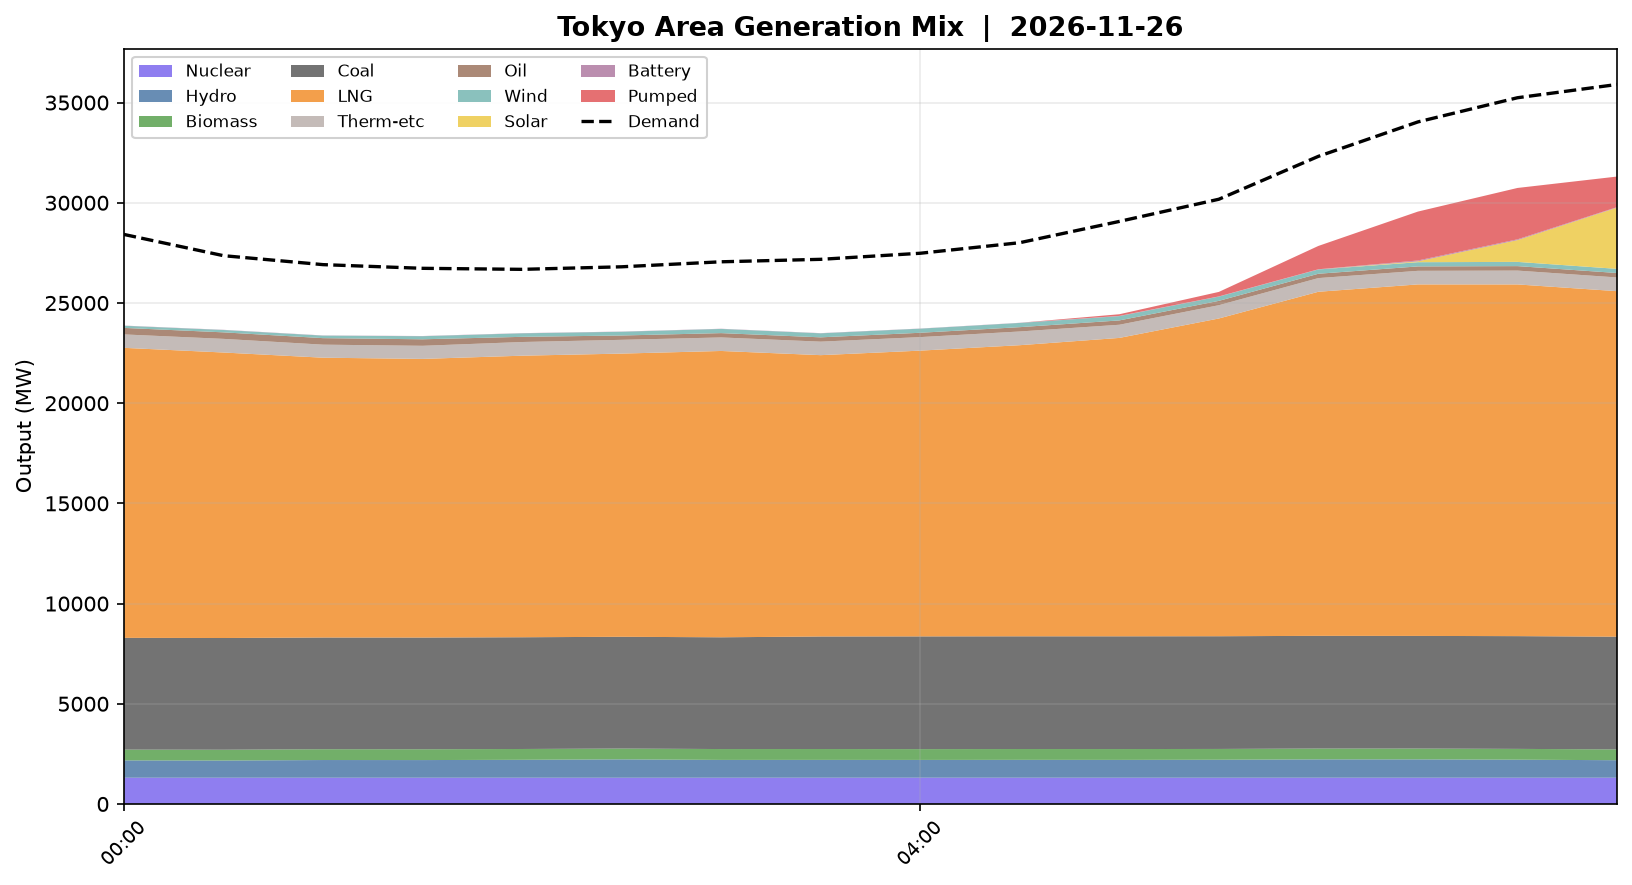 Tokyo Area Generation Mix | 2026-11-26
Nuclear
Hydro
Biomass
Coal
LNG
Therm-etc
Oil
Wind
Solar
Battery
Pumped
Demand
Output (MW)
35000
30000
25000
20000
15000
10000
5000
0
00:00
04:00